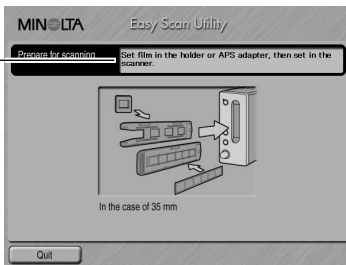 MINOLTA
Easy Scan Utility
Prepare for scanning
Set film in the holder or APS adapter, then set in the
scanner.
In the case of 35 mm
Quit